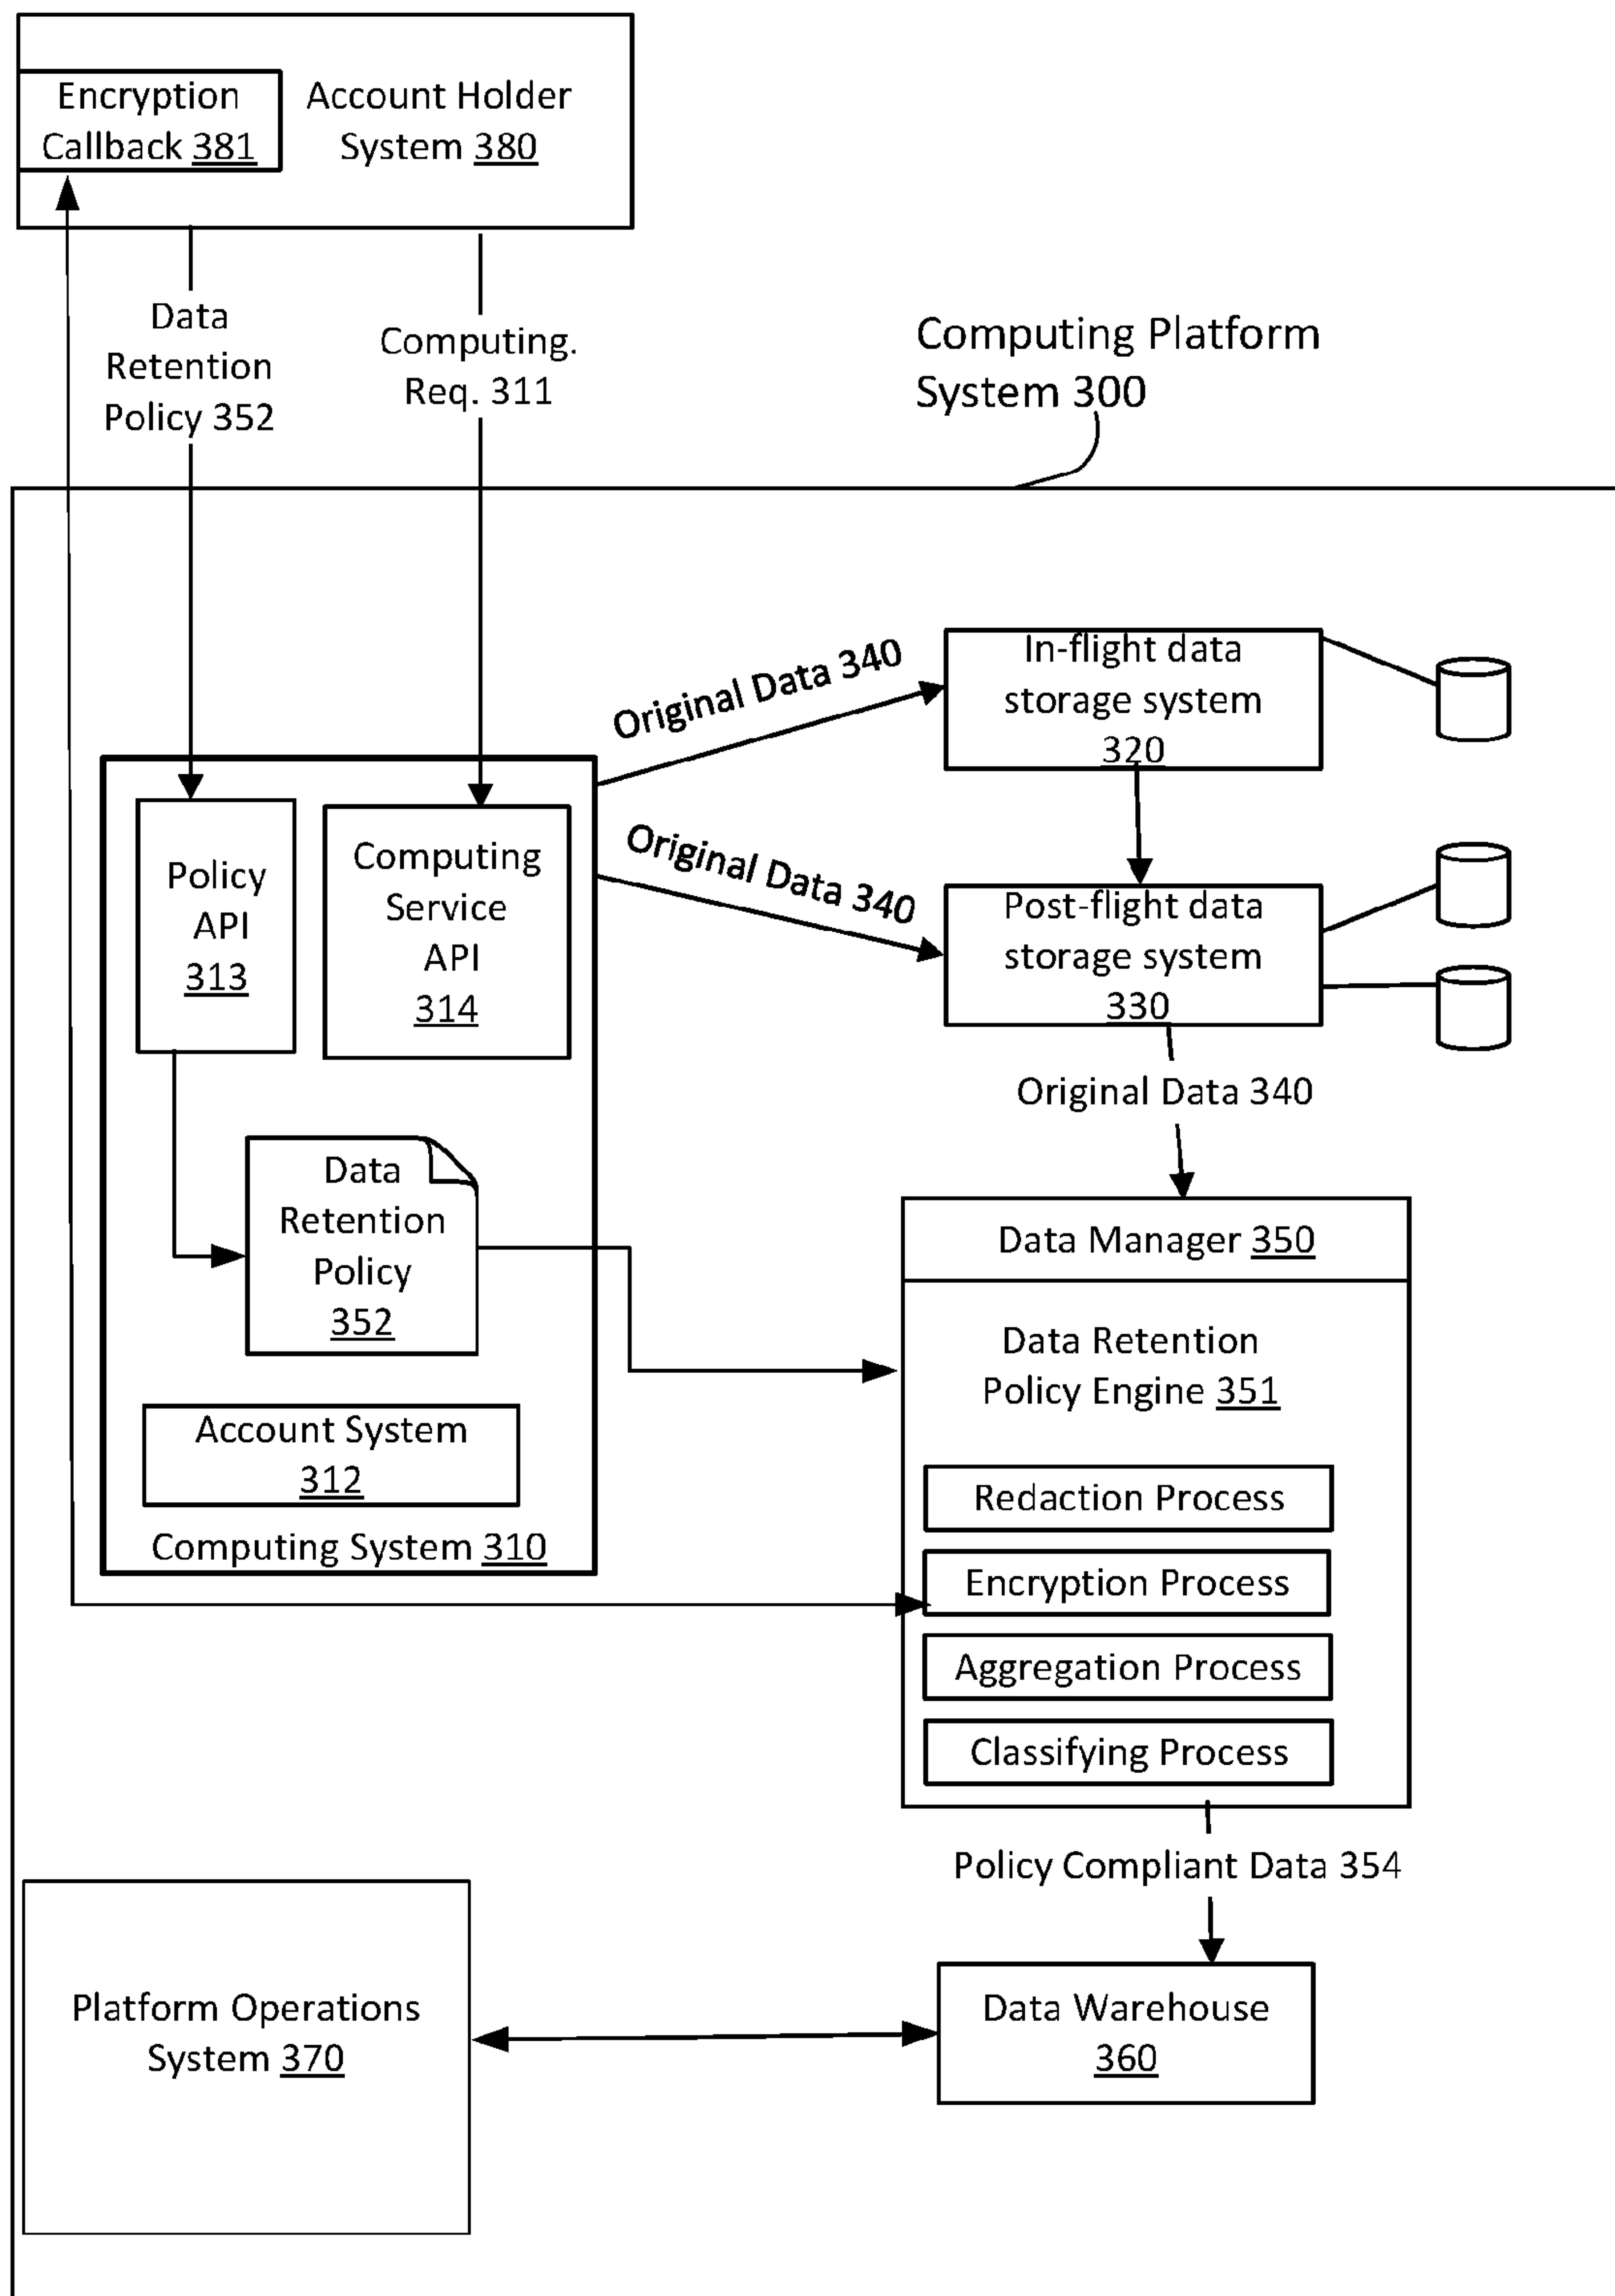 Encryption
Callback 381
Account Holder
System 380
Data
Retention
Policy 352
Computing.
Req. 311
Computing Platform
System 300
Original Data 340
In-flight data
storage system
320
Original Data 340
Post-flight data
storage system
330
Policy
API
313
Computing
Service
API
314
Original Data 340
Data
Retention
Policy
352
Account System
312
Computing System 310
Data Manager 350
Data Retention
Policy Engine 351
Redaction Process
Encryption Process
Aggregation Process
Classifying Process
Policy Compliant Data 354
Platform Operations
System 370
Data Warehouse
360